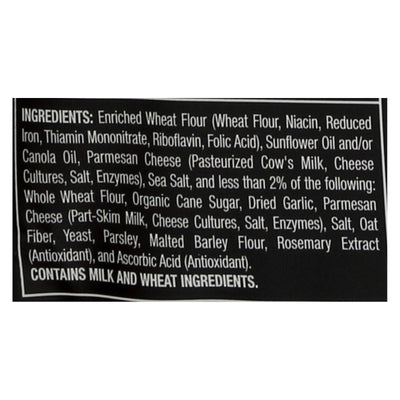 INGREDIENTS: Enriched Wheat Flour (Wheat Flour, Niacin, Reduced
Iron, Thiamin Mononitrate, Riboflavin, Folic Acid), Sunflower Oil and/or
Canola Oil, Parmesan Cheese (Pasteurized Cow's Milk, Cheese
Cultures, Salt, Enzymes), Sea Salt, and less than 2% of the following:
Whole Wheat Flour, Organic Cane Sugar, Dried Garlic, Parmesan
Cheese (Part-Skim Milk, Cheese Cultures, Salt, Enzymes), Salt, Oat
Fiber, Yeast, Parsley, Malted Barley Flour, Rosemary Extract
(Antioxidant), and Ascorbic Acid (Antioxidant).
CONTAINS MILK AND WHEAT INGREDIENTS.